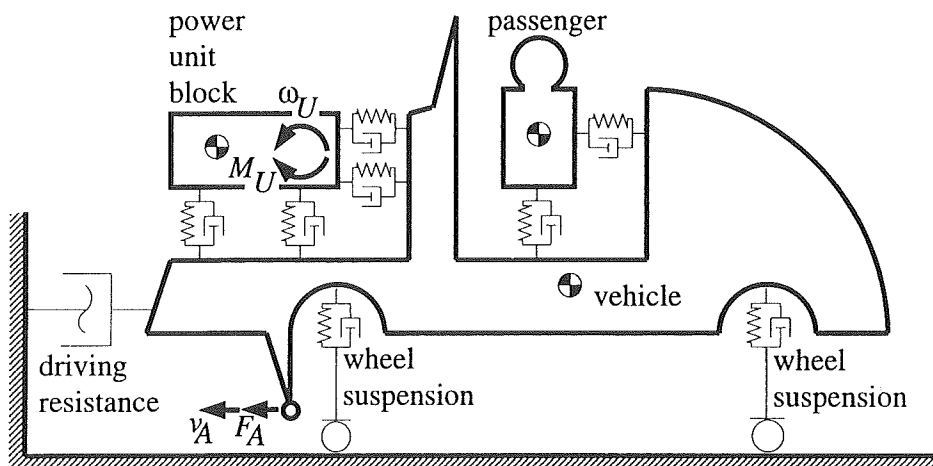 power
unit
block
passenger
ω_U
M_U
vehicle
driving
resistance
wheel
suspension
wheel
suspension
v_A
F_A